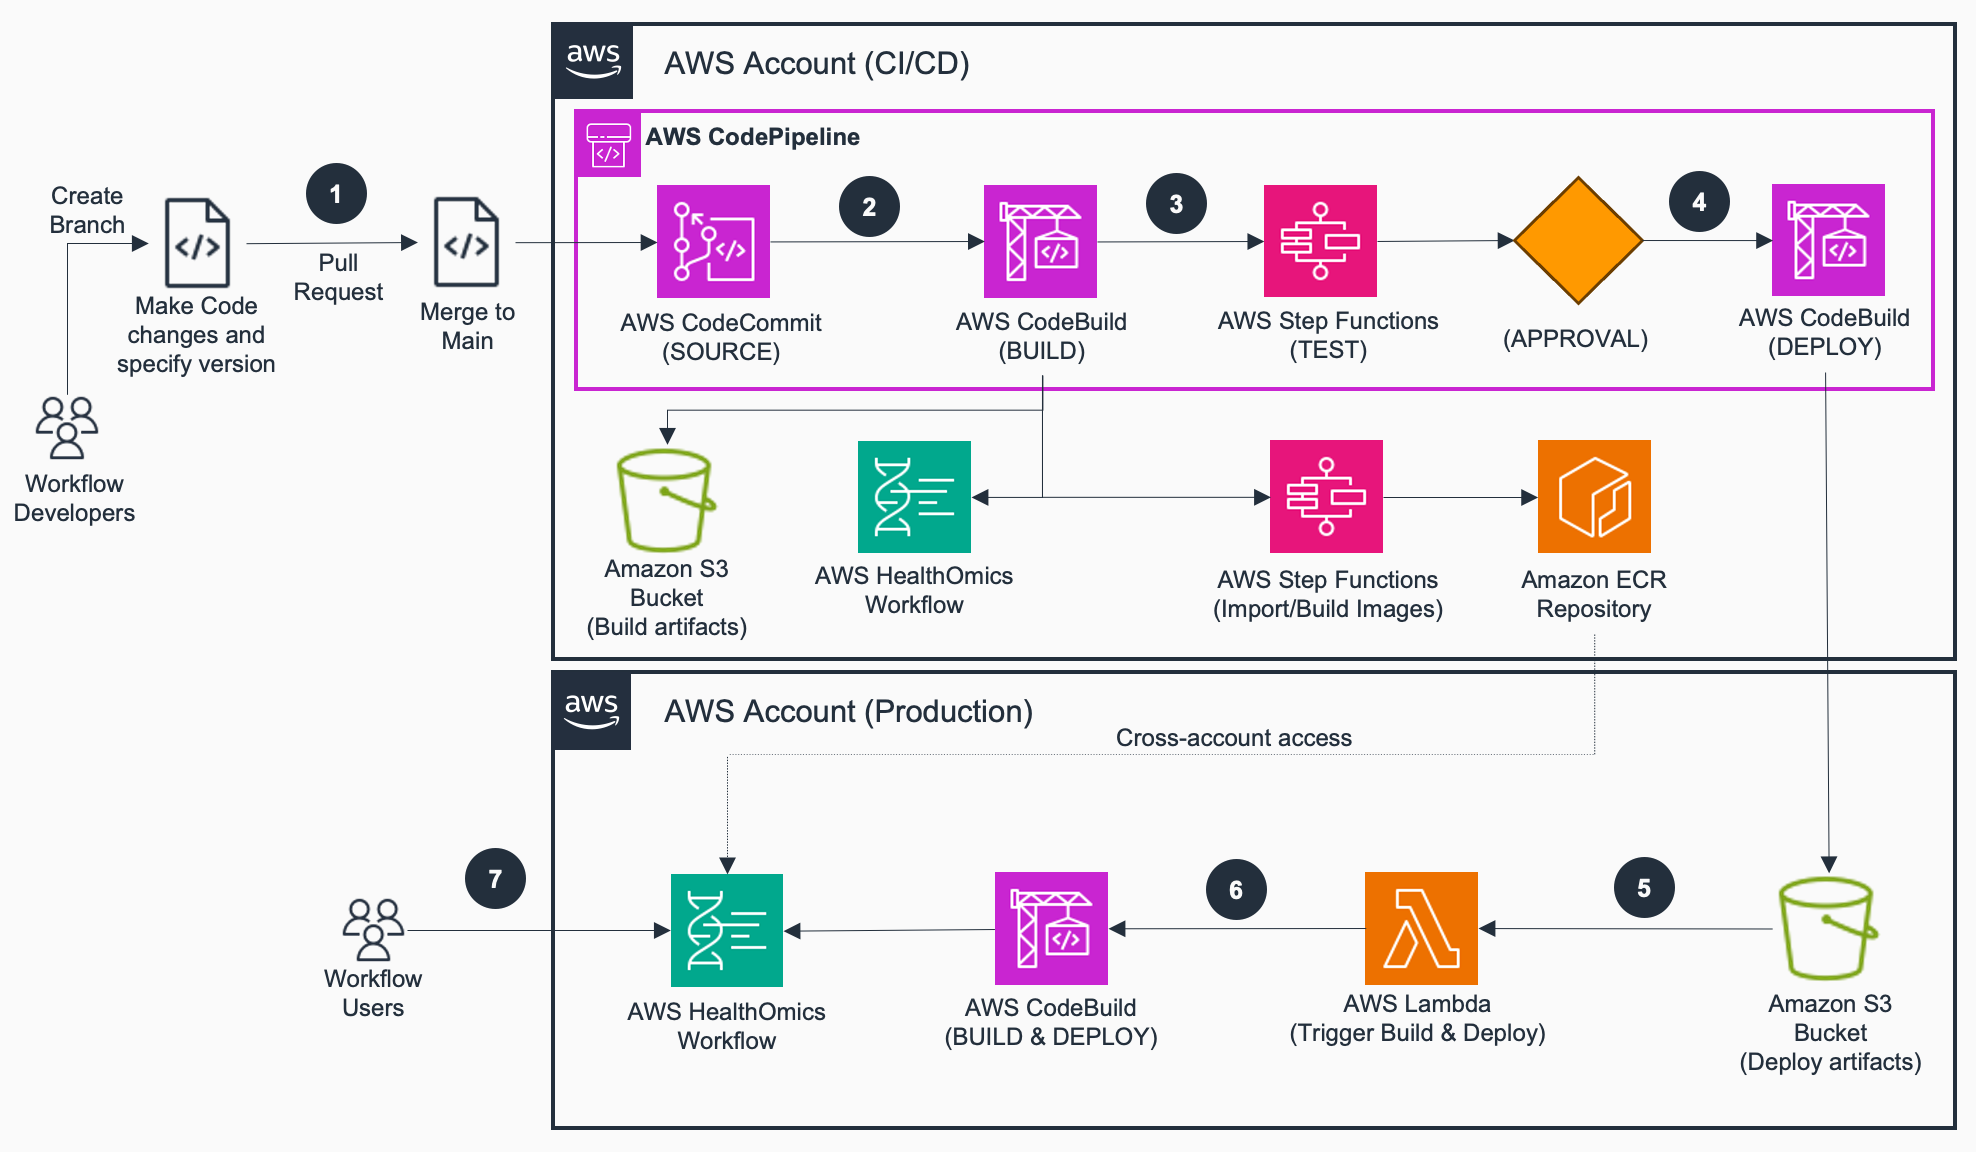 aws
AWS Account (CI/CD)
AWS CodePipeline
Create
Branch
1
Pull
Request
Make Code
changes and
specify version
Merge to
Main
2
3
4
AWS CodeCommit
(SOURCE)
AWS CodeBuild
(BUILD)
AWS Step Functions
(TEST)
(APPROVAL)
AWS CodeBuild
(DEPLOY)
Workflow
Developers
Amazon S3
Bucket
(Build artifacts)
AWS HealthOmics
Workflow
AWS Step Functions
(Import/Build Images)
Amazon ECR
Repository
aws
AWS Account (Production)
Cross-account access
7
6
5
Workflow
Users
AWS HealthOmics
Workflow
AWS CodeBuild
(BUILD & DEPLOY)
AWS Lambda
(Trigger Build & Deploy)
Amazon S3
Bucket
(Deploy artifacts)